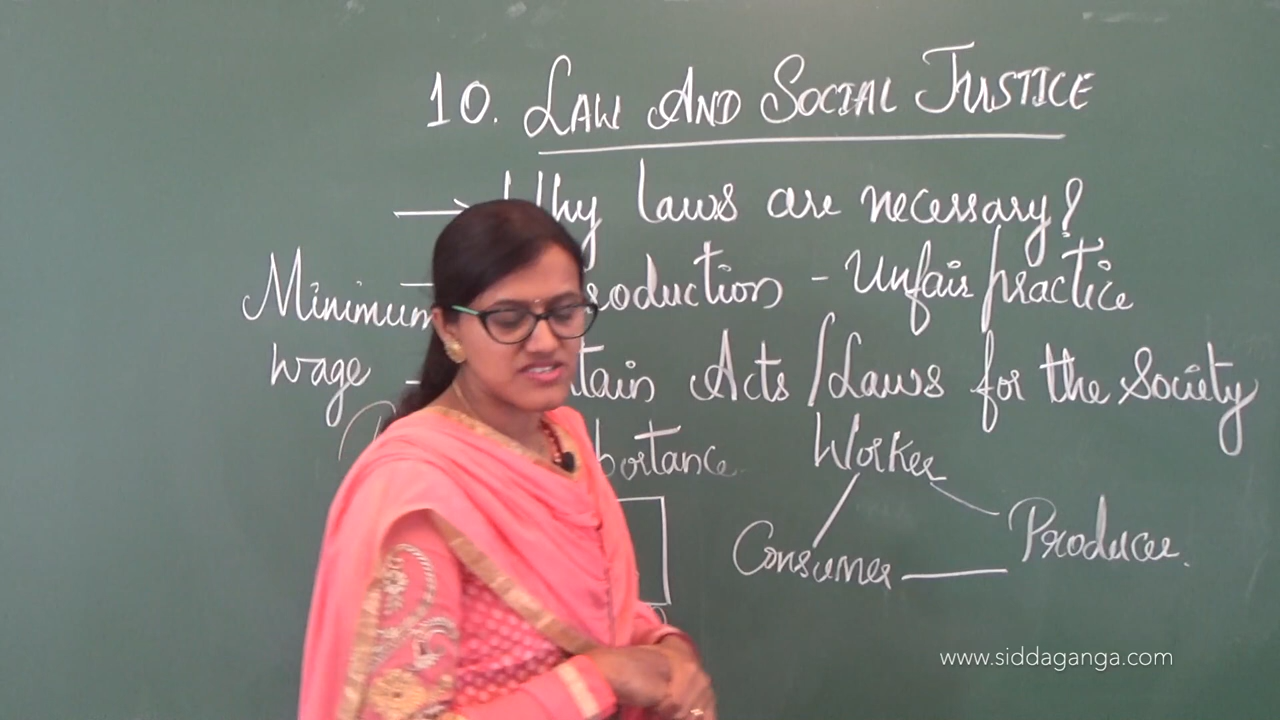 10. LAW AND SOCIAL JUSTICE
→ Why laws are necessary?
Minimum oduction - Unfair practice
wage - tain Acts / Laws for the Society
portance
Worker
Consumer — Producer.
www.siddaganga.com